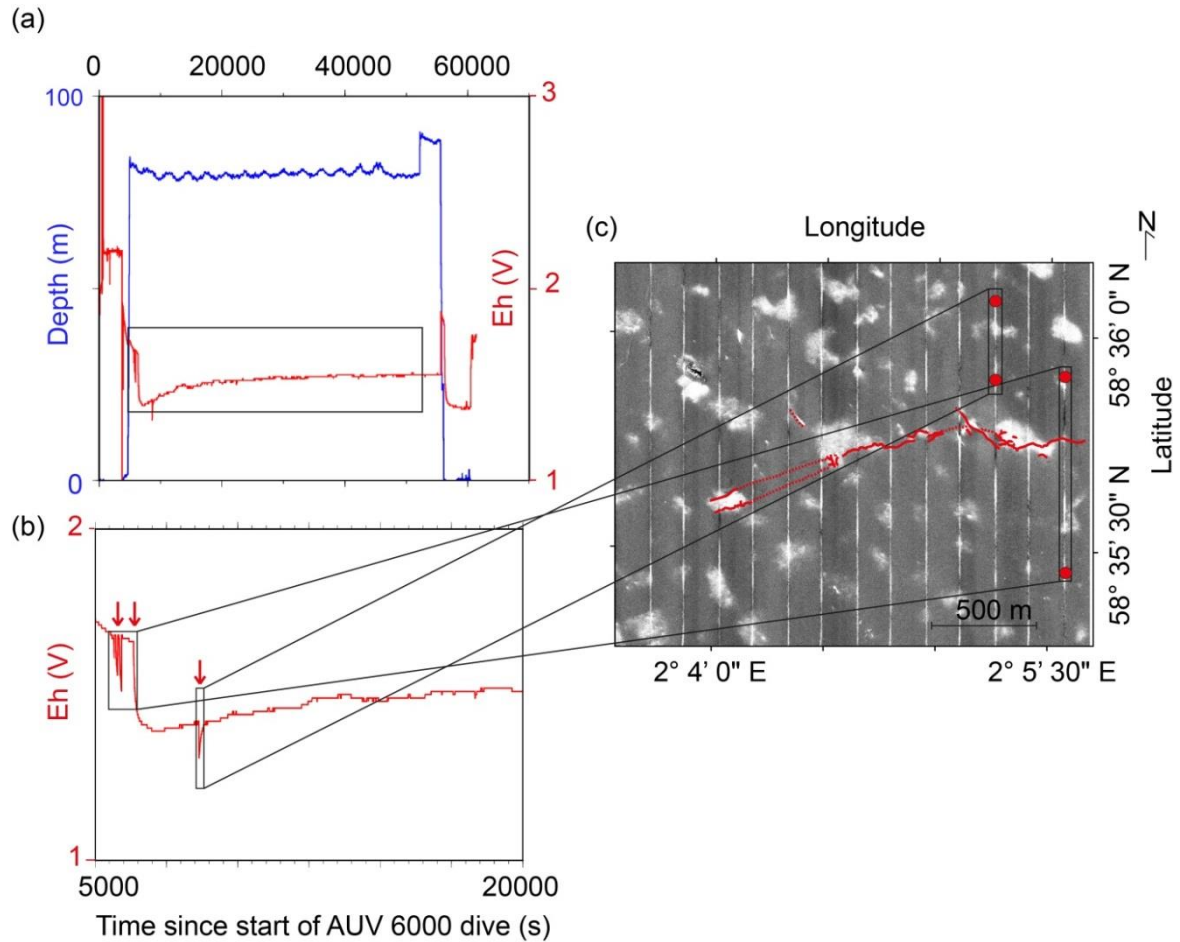 (a)
0 20000 40000 60000
100 3
Depth (m)
2
Eh (V)
0 1
(b)
2
Eh (V)
1
5000 20000
Time since start of AUV 6000 dive (s)
(c) Longitude N
58° 36' 0" N
Latitude
58° 35' 30" N
500 m
2° 4' 0" E 2° 5' 30" E